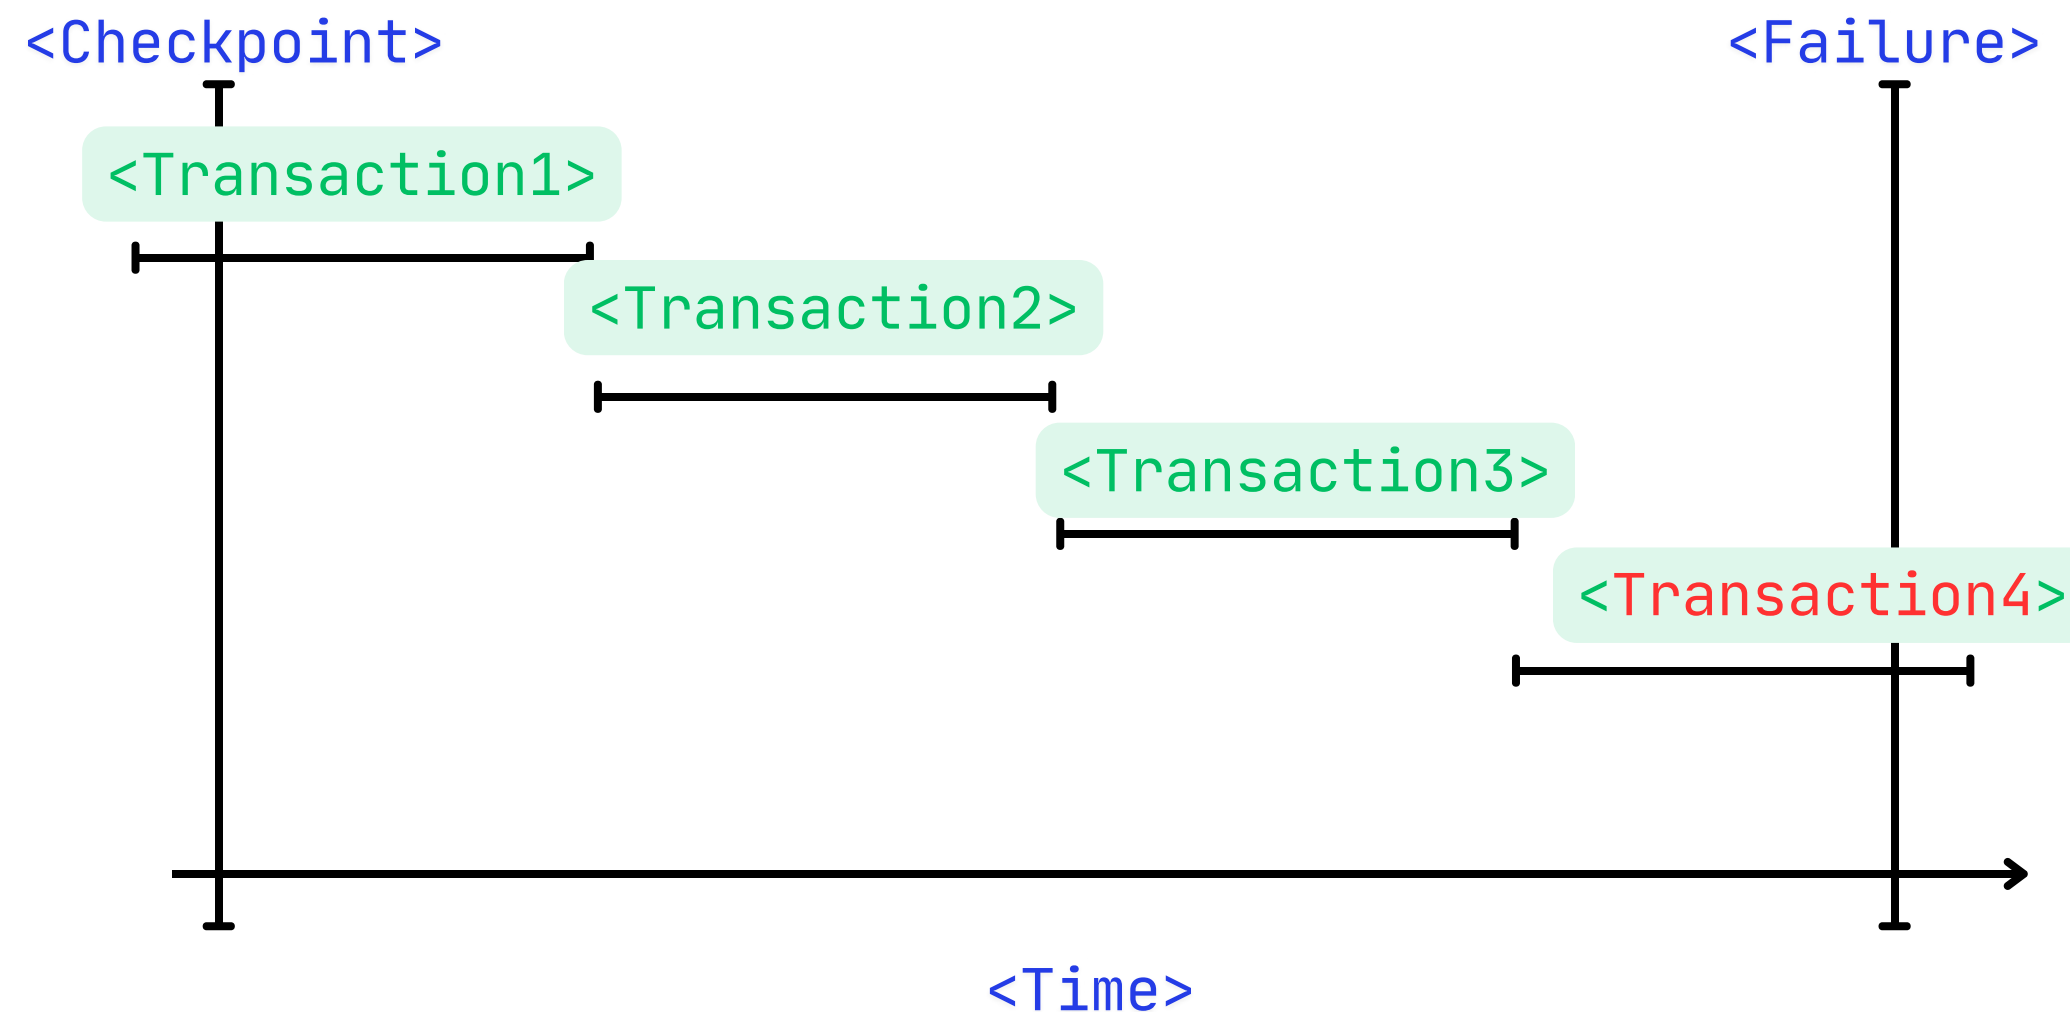 <Checkpoint>
<Failure>
<Transaction1>
<Transaction2>
<Transaction3>
<Transaction4>
<Time>